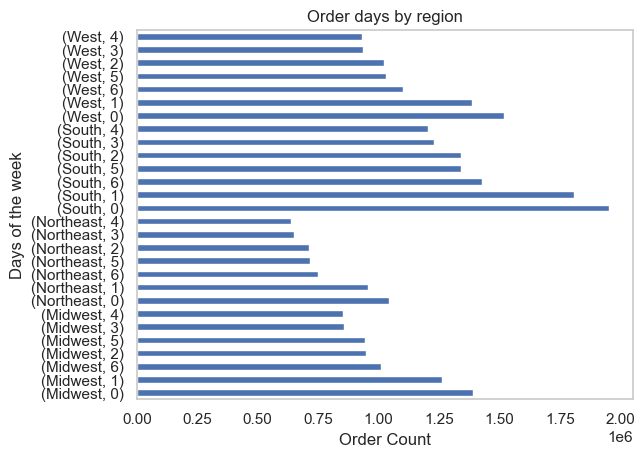 Order days by region
(West, 4)
(West, 3)
(West, 2)
(West, 5)
(West, 6)
(West, 1)
(West, 0)
(South, 4)
(South, 3)
(South, 2)
(South, 5)
(South, 6)
(South, 1)
(South, 0)
(Northeast, 4)
(Northeast, 3)
(Northeast, 2)
(Northeast, 5)
(Northeast, 6)
(Northeast, 1)
(Northeast, 0)
(Midwest, 4)
(Midwest, 3)
(Midwest, 5)
(Midwest, 2)
(Midwest, 6)
(Midwest, 1)
(Midwest, 0)
Days of the week
0.00 0.25 0.50 0.75 1.00 1.25 1.50 1.75 2.00
1e6
Order Count